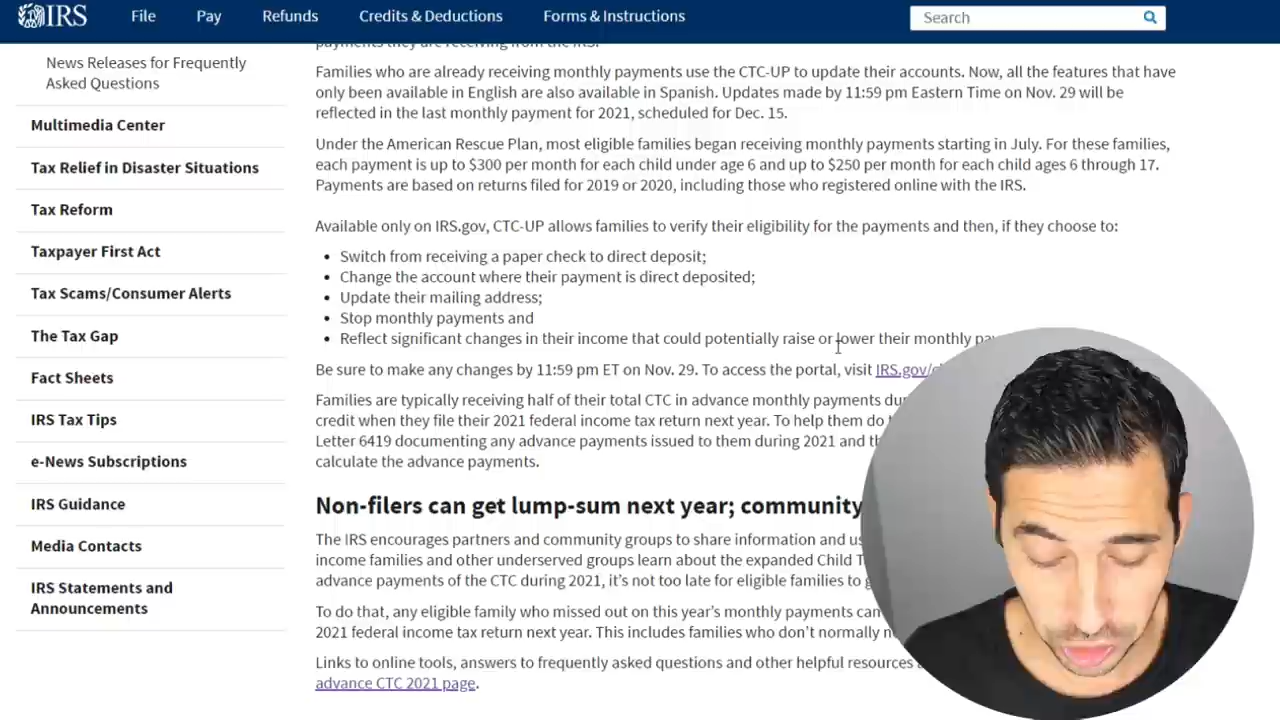 IRS
File
Pay
Refunds
Credits & Deductions
Forms & Instructions
Search
News Releases for Frequently
Asked Questions
Multimedia Center
Tax Relief in Disaster Situations
Tax Reform
Taxpayer First Act
Tax Scams/Consumer Alerts
The Tax Gap
Fact Sheets
IRS Tax Tips
e-News Subscriptions
IRS Guidance
Media Contacts
IRS Statements and
Announcements
payments they are receiving from the IRS.
Families who are already receiving monthly payments use the CTC-UP to update their accounts. Now, all the features that have
only been available in English are also available in Spanish. Updates made by 11:59 pm Eastern Time on Nov. 29 will be
reflected in the last monthly payment for 2021, scheduled for Dec. 15.
Under the American Rescue Plan, most eligible families began receiving monthly payments starting in July. For these families,
each payment is up to $300 per month for each child under age 6 and up to $250 per month for each child ages 6 through 17.
Payments are based on returns filed for 2019 or 2020, including those who registered online with the IRS.
Available only on IRS.gov, CTC-UP allows families to verify their eligibility for the payments and then, if they choose to:
• Switch from receiving a paper check to direct deposit;
• Change the account where their payment is direct deposited;
• Update their mailing address;
• Stop monthly payments and
• Reflect significant changes in their income that could potentially raise or lower their monthly
Be sure to make any changes by 11:59 pm ET on Nov. 29. To access the portal, visit IRS.gov/
Families are typically receiving half of their total CTC in advance monthly payments
credit when they file their 2021 federal income tax return next year. To help them do
Letter 6419 documenting any advance payments issued to them during 2021 and
calculate the advance payments.
Non-filers can get lump-sum next year; community
The IRS encourages partners and community groups to share information and
income families and other underserved groups learn about the expanded Child
advance payments of the CTC during 2021, it's not too late for eligible families to
To do that, any eligible family who missed out on this year's monthly payments can
2021 federal income tax return next year. This includes families who don't normally
Links to online tools, answers to frequently asked questions and other helpful resources
advance CTC 2021 page.